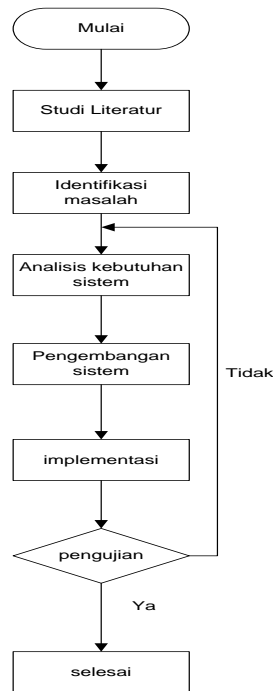 Mulai
Studi Literatur
Identifikasi
masalah
Analisis kebutuhan
sistem
Pengembangan
sistem
Tidak
implementasi
pengujian
Ya
selesai